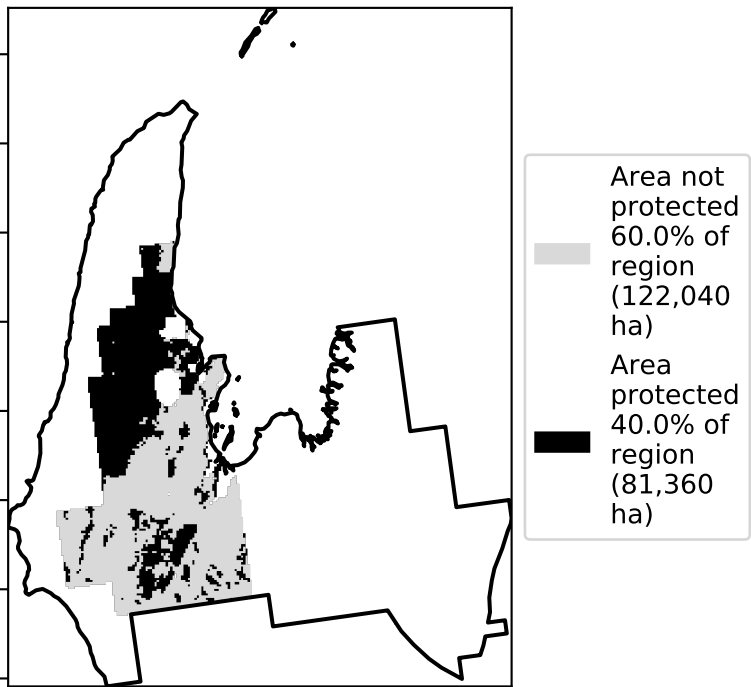 Area not
protected
60.0% of
region
(122,040
ha)
Area
protected
40.0% of
region
(81,360
ha)